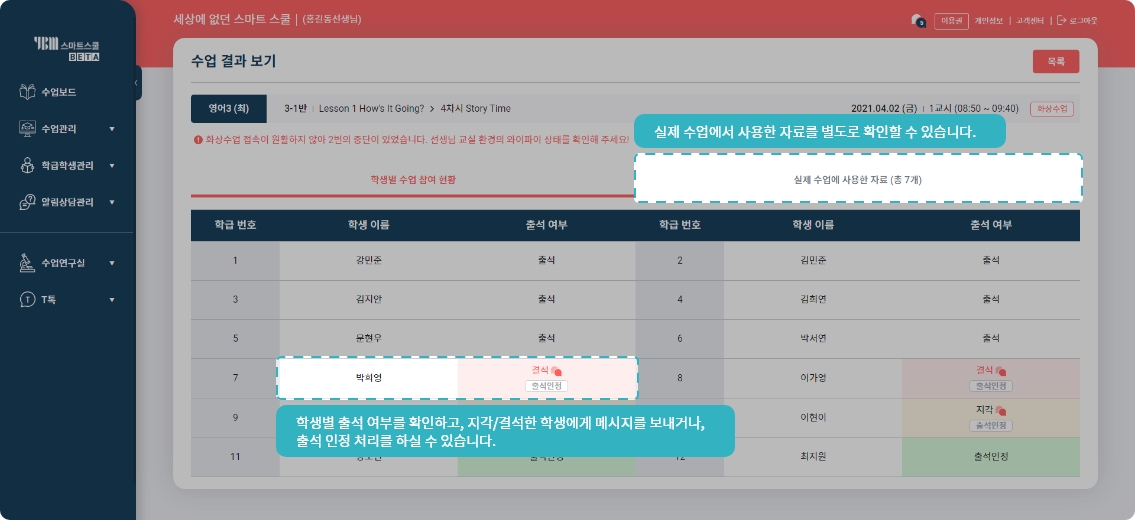 세상에 없던 스마트 스쿨 | (홍길동선생님)
이용권 개인정보 | 고객센터 | 로그아웃
YBM 스마트스쿨
BETA
수업보드
수업관리
학급학생관리
알림상담관리
수업연구실
T톡
수업 결과 보기
목록
영어3 (최)
3-1반 | Lesson 1 How's It Going? > 4차시 Story Time
2021.04.02 (금) | 1교시 (08:50 ~ 09:40) 화상수업
화상수업 접속이 원활하지 않아 2번의 중단이 있었습니다. 선생님 교실 환경의 와이파이 상태를 확인해 주세요!
실제 수업에서 사용한 자료를 별도로 확인할 수 있습니다.
학생별 수업 참여 현황
실제 수업에 사용한 자료 (총 7개)
학급 번호 학생 이름 출석 여부 학급 번호 학생 이름 출석 여부
1 강민준 출석 2 김민준 출석
3 김지안 출석 4 김희연 출석
5 문현우 출석 6 박서연 출석
7 박희영 결석 출석인정 8 이가영 결석 출석인정
9 이현이 지각 출석인정
학생별 출석 여부를 확인하고, 지각/결석한 학생에게 메시지를 보내거나,
출석 인정 처리를 하실 수 있습니다.
11 출석인정 12 최지원 출석인정